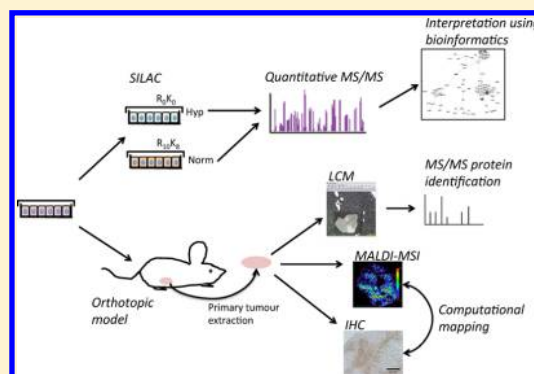 Interpretation using
bioinformatics
SILAC
Quantitative MS/MS
R₀K₀
Hyp
R₁₀K₈
Norm
MS/MS protein
identification
LCM
MALDI-MSI
Orthotopic
model
Primary tumour
extraction
Computational
mapping
IHC